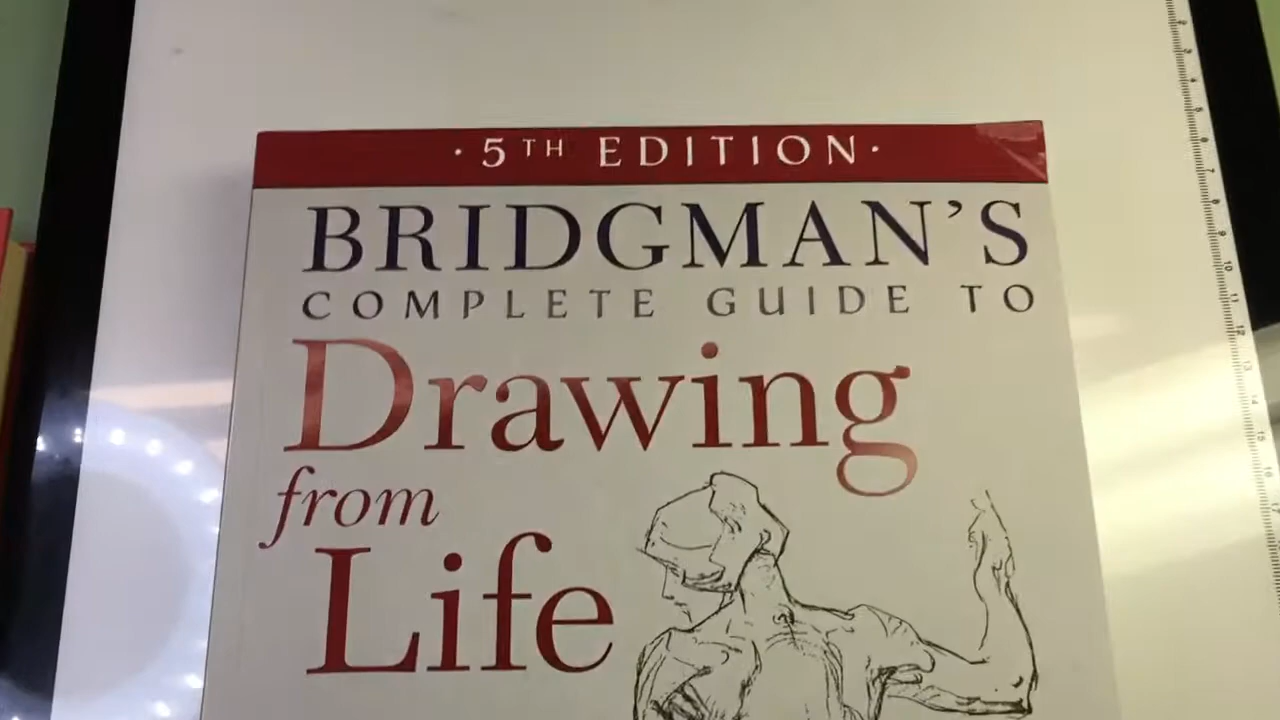 · 5TH EDITION ·
BRIDGMAN'S
COMPLETE GUIDE TO
Drawing
from
Life